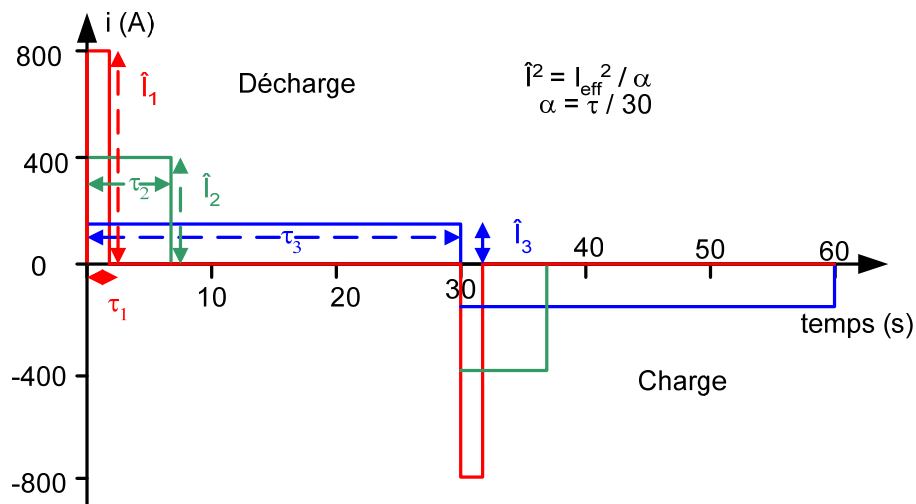 i (A)
800
Î1
Décharge
Î² = Ieff² / α
α = τ / 30
400
τ2
Î2
τ3
Î3
0
10
20
30
40
50
60
τ1
temps (s)
-400
Charge
-800